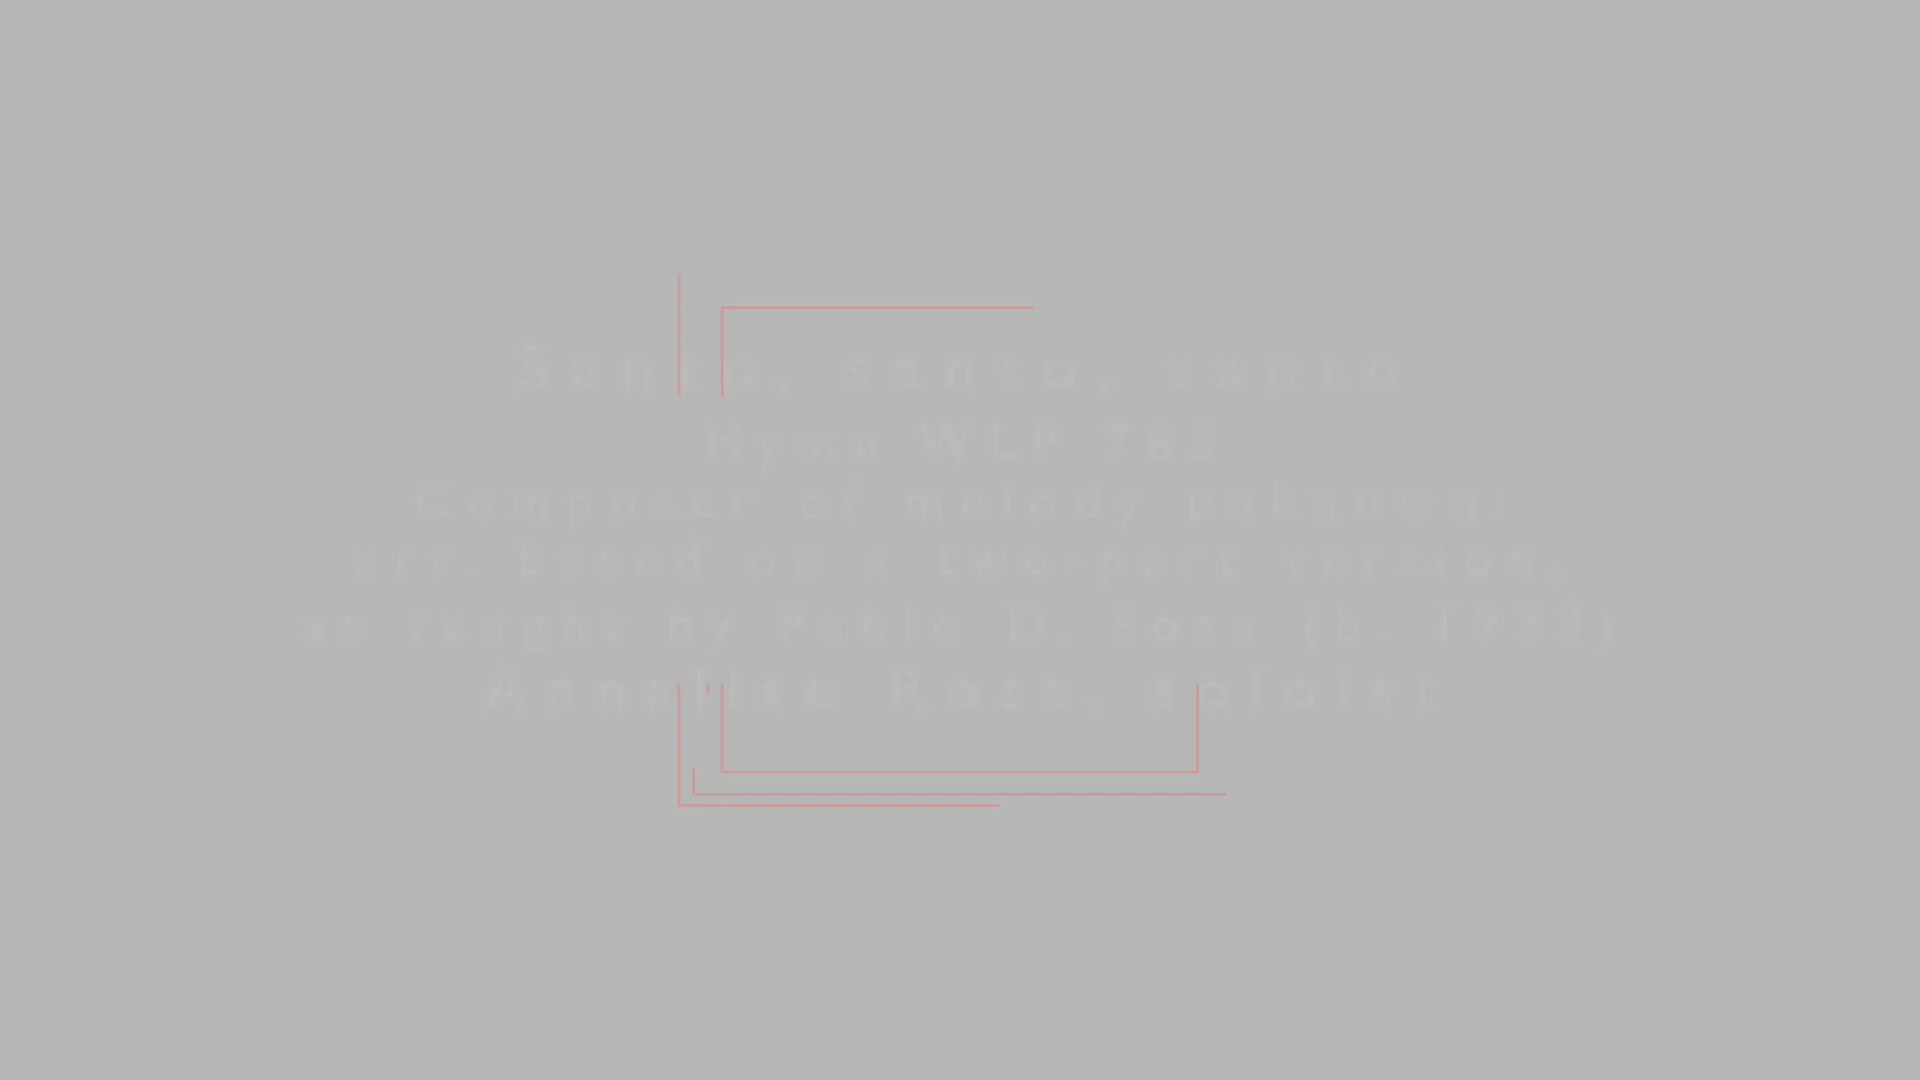 Santo, santo, santo
Hymn WLP 785
Composer of melody unknown;
arr. based on a two-part version,
as taught by Pablo D. Sosa (b. 1933)
Annalise Ross, soloist